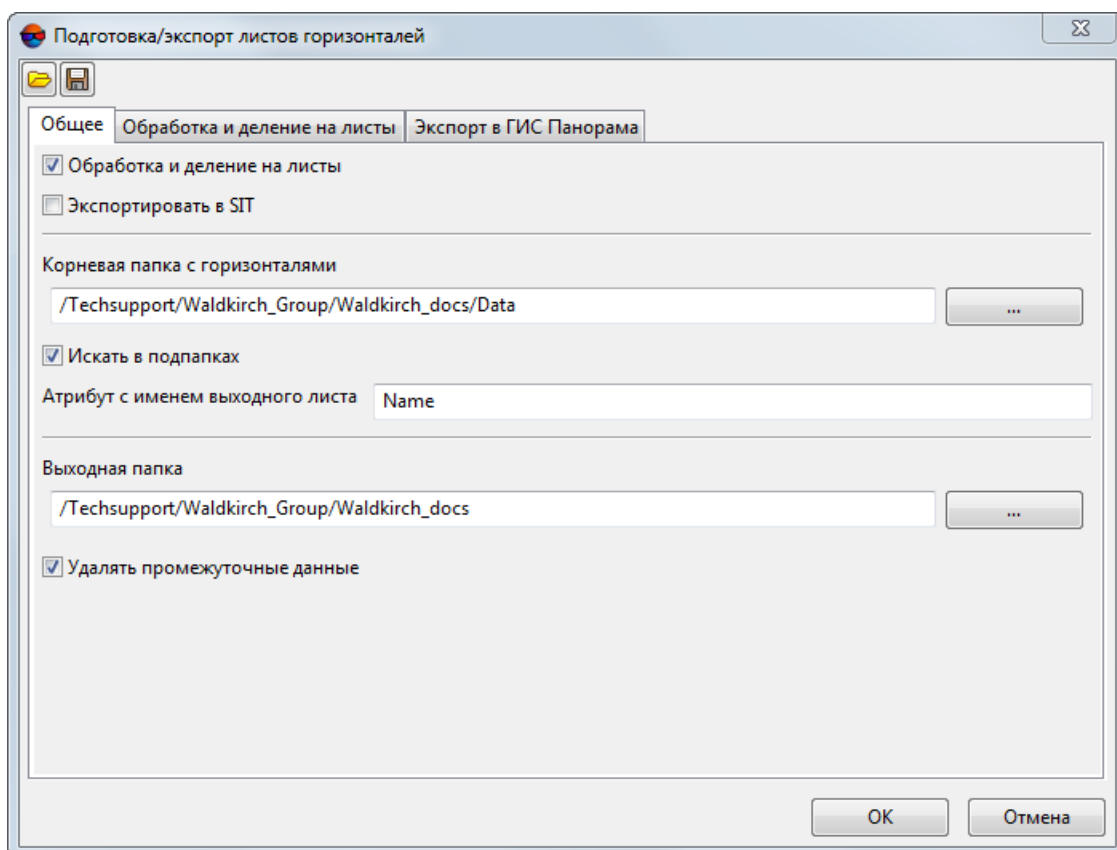 Подготовка/экспорт листов горизонталей
Общее
Обработка и деление на листы
Экспорт в ГИС Панорама
Обработка и деление на листы
Экспортировать в SIT
Корневая папка с горизонталями
/Techsupport/Waldkirch_Group/Waldkirch_docs/Data
...
Искать в подпапках
Атрибут с именем выходного листа
Name
Выходная папка
/Techsupport/Waldkirch_Group/Waldkirch_docs
...
Удалять промежуточные данные
OK
Отмена